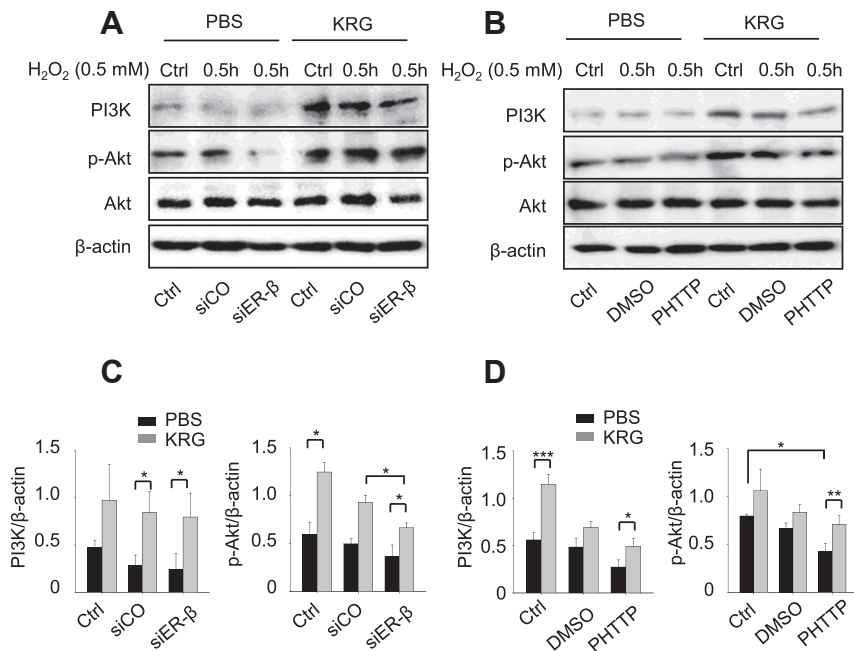 A
PBS KRG
H₂O₂ (0.5 mM) Ctrl 0.5h 0.5h Ctrl 0.5h 0.5h
PI3K
p-Akt
Akt
β-actin
Ctrl siCO siER-β Ctrl siCO siER-β
B
PBS KRG
H₂O₂ (0.5 mM) Ctrl 0.5h 0.5h Ctrl 0.5h 0.5h
PI3K
p-Akt
Akt
β-actin
Ctrl DMSO PHTTP Ctrl DMSO PHTTP
C
PBS
KRG
PI3K/β-actin
1.5
1.0
0.5
0
* *
Ctrl siCO siER-β
p-Akt/β-actin
1.5
1.0
0.5
0
* * *
Ctrl siCO siER-β
D
PBS
KRG
PI3K/β-actin
1.5
1.0
0.5
0
*** *
Ctrl DMSO PHTTP
p-Akt/β-actin
1.5
1.0
0.5
0
* **
Ctrl DMSO PHTTP